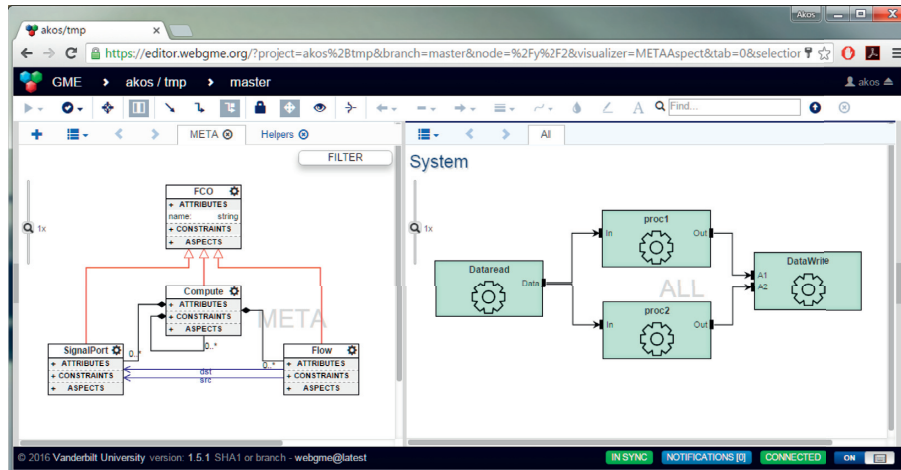 Akos
akos/tmp
https://editor.webgme.org/?project=akos%2Btmp&branch=master&node=%2Fy%2F2&visualizer=METAAspect&tab=0&selection
GME › akos / tmp › master
akos
A
Find...
META
Helpers
All
FILTER
System
1x
1x
FCO
+ ATTRIBUTES
name: string
+ CONSTRAINTS
+ ASPECTS
Compute
+ ATTRIBUTES
+ CONSTRAINTS
+ ASPECTS
META
0..*
0..*
0..*
SignalPort
+ ATTRIBUTES
+ CONSTRAINTS
+ ASPECTS
dst
src
Flow
+ ATTRIBUTES
+ CONSTRAINTS
+ ASPECTS
proc1
In
Out
Dataread
Data
ALL
DataWrite
A1
A2
proc2
In
Out
© 2016 Vanderbilt University version: 1.5.1 SHA1 or branch - webgme@latest
IN SYNC
NOTIFICATIONS [0]
CONNECTED
ON